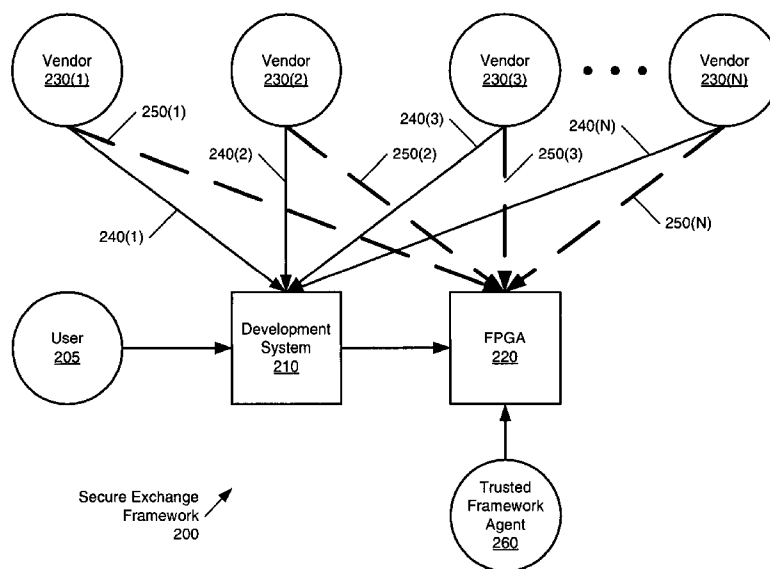 Vendor
230(1)
Vendor
230(2)
Vendor
230(3)
Vendor
230(N)
250(1)
240(1)
240(2)
250(2)
240(3)
250(3)
240(N)
250(N)
User
205
Development
System
210
FPGA
220
Secure Exchange
Framework
200
Trusted
Framework
Agent
260